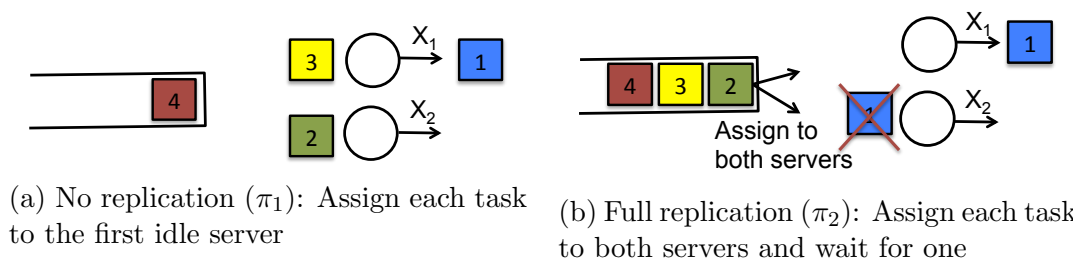 4
3
2
X₁
X₂
1
(a) No replication (π₁): Assign each task
to the first idle server
4 3 2
Assign to
both servers
1
X₁
X₂
1
(b) Full replication (π₂): Assign each task
to both servers and wait for one